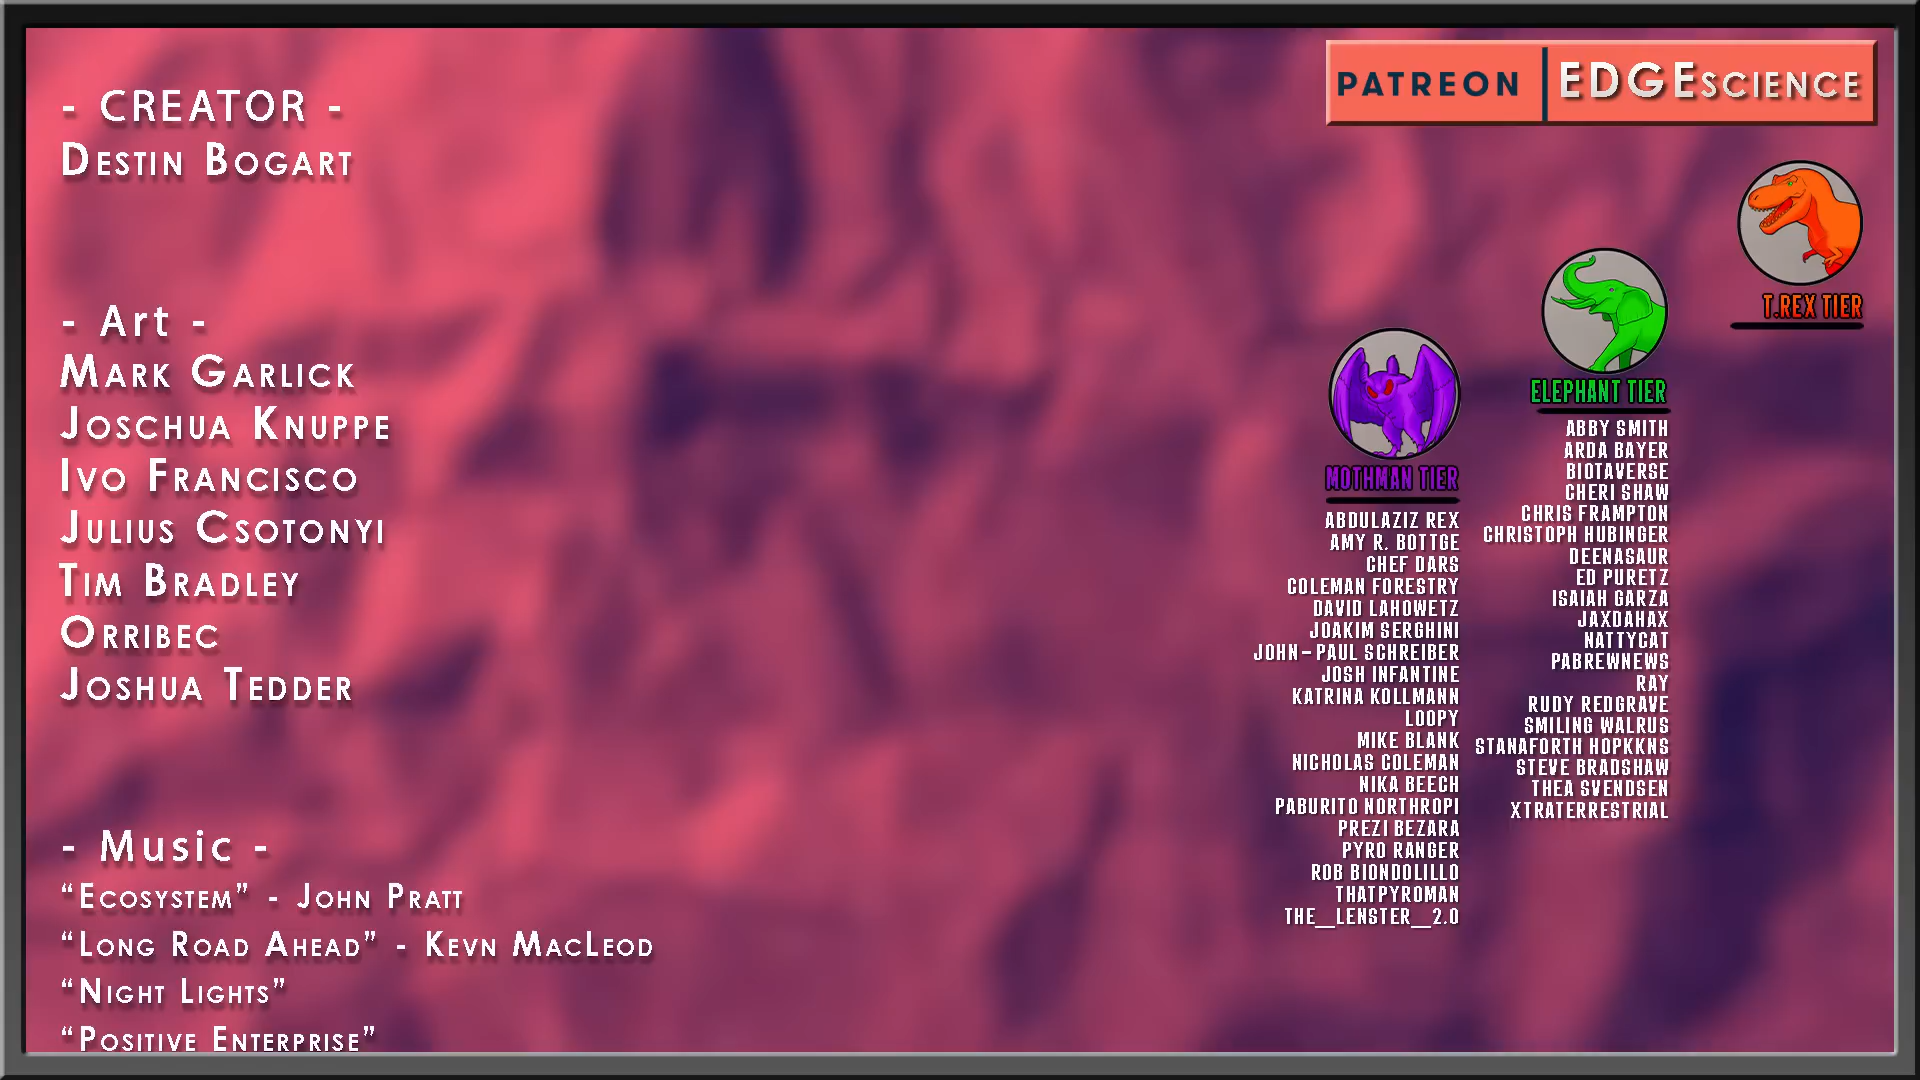 - CREATOR -
Destin Bogart
- Art -
Mark Garlick
Joschua Knuppe
Ivo Francisco
Julius Csotonyi
Tim Bradley
Orribec
Joshua Tedder
- Music -
“Ecosystem” - John Pratt
“Long Road Ahead” - Kevn MacLeod
“Night Lights”
“Positive Enterprise”
PATREON | EDGEscience
MOTHMAN TIER
ABDULAZIZ REX
AMY R. BOTTGE
CHEF DARS
COLEMAN FORESTRY
DAVID LAHOWETZ
JOAKIM SERGHINI
JOHN-PAUL SCHREIBER
JOSH INFANTINE
KATRINA KOLLMANN
LOOPY
MIKE BLANK
NICHOLAS COLEMAN
NIKA BEECH
PABURITO NORTHROPI
PREZI BEZARA
PYRO RANGER
ROB BIONDOLILLO
THATPYROMAN
THE_LENSTER_2.0
ELEPHANT TIER
ABBY SMITH
ARDA BAYER
BIOTAVERSE
CHERI SHAW
CHRIS FRAMPTON
CHRISTOPH HUBINGER
DEENASAUR
ED PURETZ
ISAIAH GARZA
JAXDAHAX
NATTYCAT
PABREWNEWS
RAY
RUDY REDGRAVE
SMILING WALRUS
STANAFORTH HOPKKNS
STEVE BRADSHAW
THEA SVENDSEN
XTRATERRESTRIAL
T.REX TIER